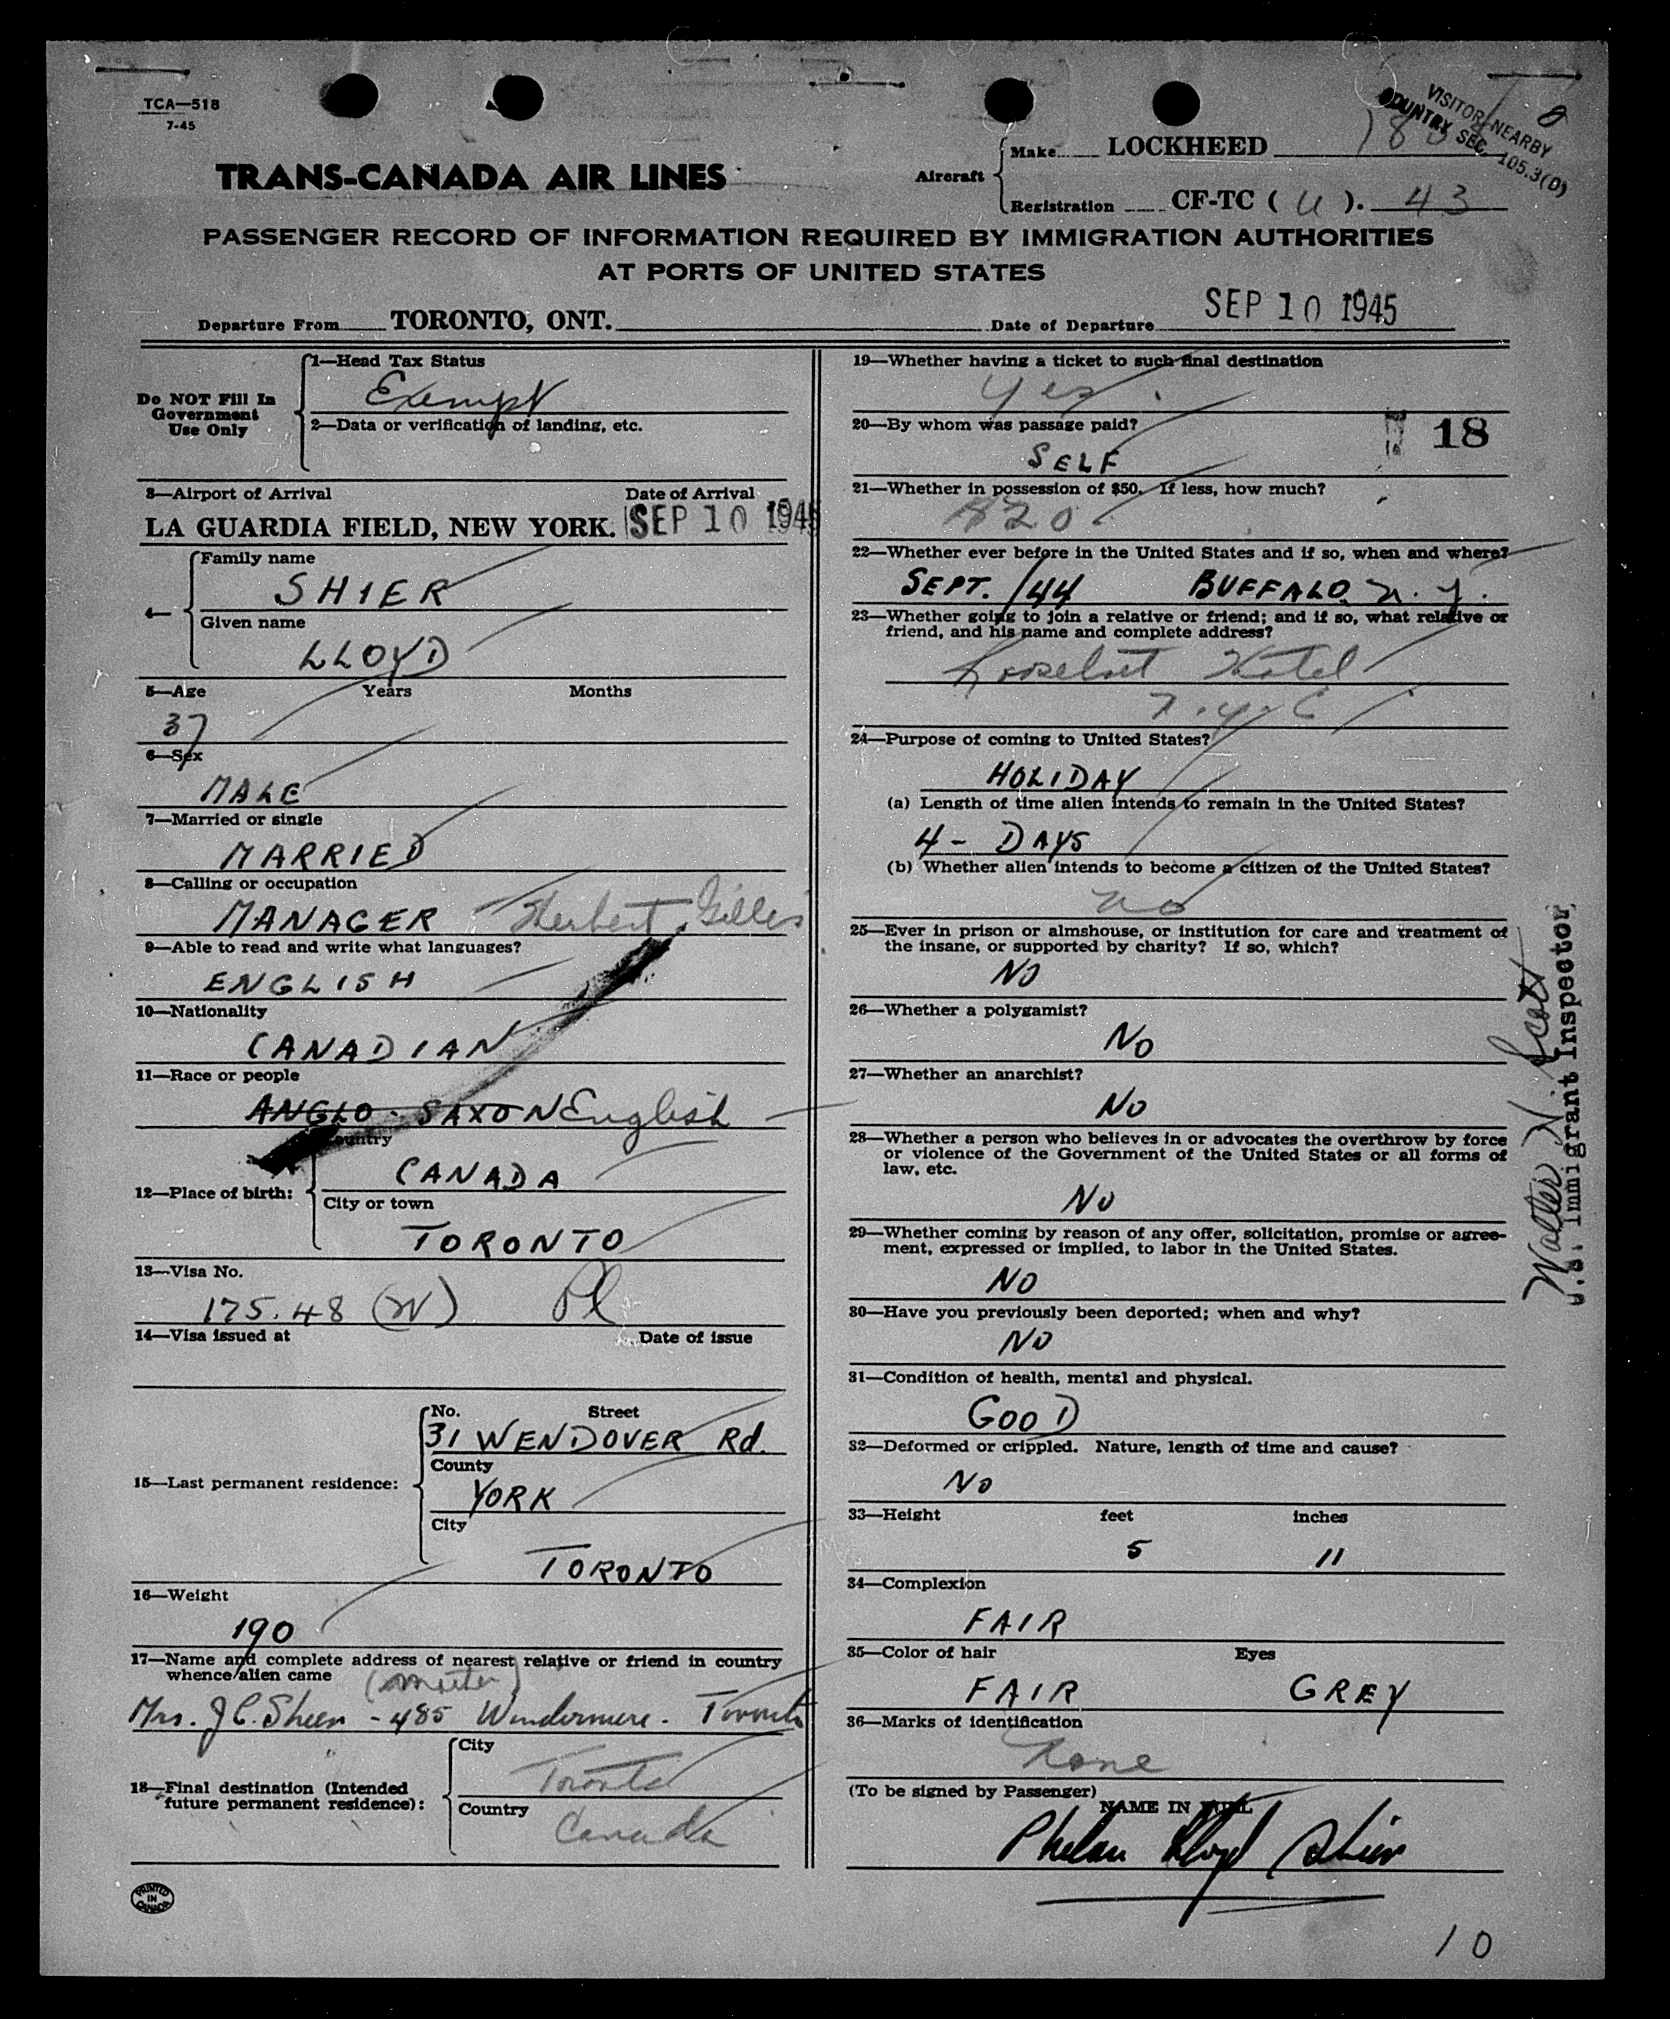 TCA—518
7-45
VISITOR NEARBY
COUNTRY SEC. 105.3(D)
TRANS-CANADA AIR LINES
Aircraft
Make LOCKHEED
Registration CF-TC ( U ). 43
PASSENGER RECORD OF INFORMATION REQUIRED BY IMMIGRATION AUTHORITIES
AT PORTS OF UNITED STATES
Departure From TORONTO, ONT. Date of Departure SEP 10 1945
Do NOT Fill In
Government
Use Only
1—Head Tax Status
Exempt
2—Data or verification of landing, etc.
3—Airport of Arrival Date of Arrival
LA GUARDIA FIELD, NEW YORK. SEP 10 1945
4— Family name
SHIER
Given name
LLOYD
5—Age Years Months
37
6—Sex
MALE
7—Married or single
MARRIED
8—Calling or occupation
MANAGER Herbert Gilles
9—Able to read and write what languages?
ENGLISH
10—Nationality
CANADIAN
11—Race or people
ANGLO-SAXON English
12—Place of birth:
Country
CANADA
City or town
TORONTO
13—Visa No.
175.48 (W)
14—Visa issued at Date of issue
15—Last permanent residence:
No. Street
31 WENDOVER Rd.
County
YORK
City
TORONTO
16—Weight
190
17—Name and complete address of nearest relative or friend in country
whence alien came
Mrs. J C. - 485 Windermere - Toronto
18—Final destination (Intended
future permanent residence):
City
Toronto
Country
Canada
PRINTED
IN
CANADA
19—Whether having a ticket to such final destination
Yes.
20—By whom was passage paid?
SELF
18
21—Whether in possession of $50. If less, how much?
$20
22—Whether ever before in the United States and if so, when and where?
SEPT. /44 BUFFALO. N. Y.
23—Whether going to join a relative or friend; and if so, what relative or
friend, and his name and complete address?
Hotel
N.Y.C
24—Purpose of coming to United States?
HOLIDAY
(a) Length of time alien intends to remain in the United States?
4 - DAYS
(b) Whether alien intends to become a citizen of the United States?
no
25—Ever in prison or almshouse, or institution for care and treatment of
the insane, or supported by charity? If so, which?
NO
26—Whether a polygamist?
NO
27—Whether an anarchist?
NO
28—Whether a person who believes in or advocates the overthrow by force
or violence of the Government of the United States or all forms of
law, etc.
NO
29—Whether coming by reason of any offer, solicitation, promise or agree-
ment, expressed or implied, to labor in the United States.
NO
30—Have you previously been deported; when and why?
NO
31—Condition of health, mental and physical.
GOOD
32—Deformed or crippled. Nature, length of time and cause?
NO
33—Height feet inches
5 11
34—Complexion
FAIR
35—Color of hair Eyes
FAIR GREY
36—Marks of identification
None
(To be signed by Passenger)
NAME IN FULL
Phelan Lloyd Shier
10
Walter N. Scott
U.S. Immigrant Inspector